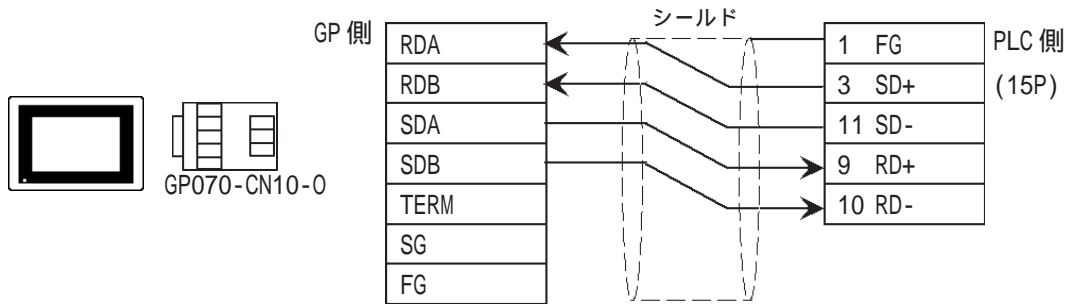 シールド
GP 側
PLC 側
(15P)
RDA
RDB
SDA
SDB
TERM
SG
FG
1 FG
3 SD+
11 SD-
9 RD+
10 RD-
GP070-CN10-O